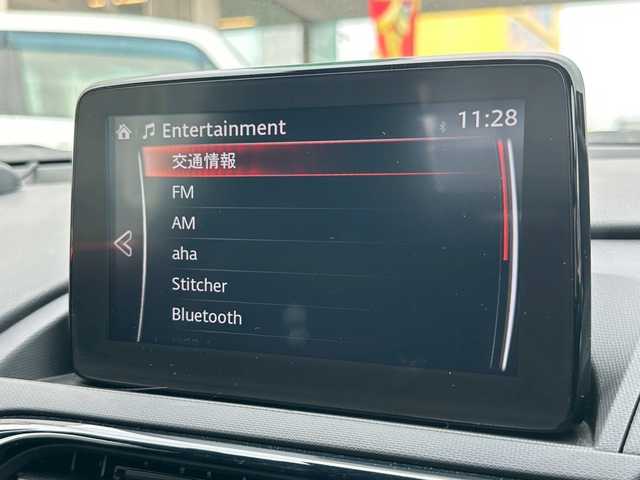 Entertainment
11:28
交通情報
FM
AM
aha
Stitcher
Bluetooth